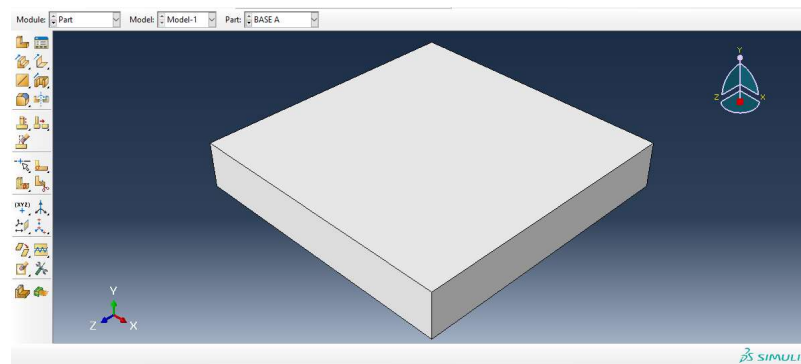 Module: Part Model: Model-1 Part: BASE A
Y
Z X
(XYZ)
Y
Z X
SIMULI